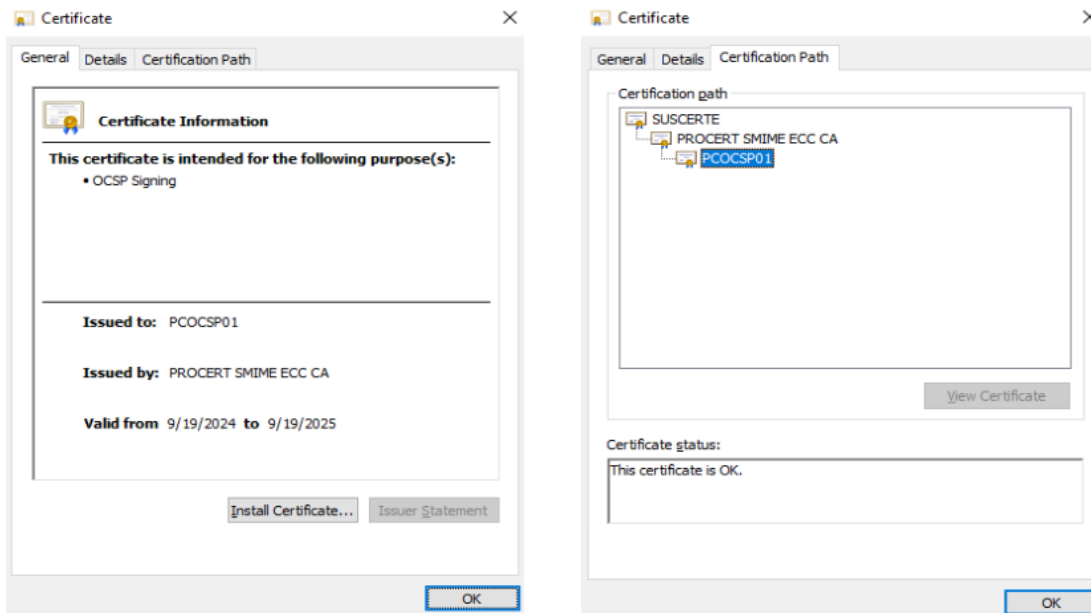 Certificate
General Details Certification Path
Certificate Information
This certificate is intended for the following purpose(s):
• OCSP Signing
Issued to: PCOCSP01
Issued by: PROCERT SMIME ECC CA
Valid from 9/19/2024 to 9/19/2025
Install Certificate...
Issuer Statement
OK
Certificate
General Details Certification Path
Certification path
SUSCERTE
PROCERT SMIME ECC CA
PCOCSP01
View Certificate
Certificate status:
This certificate is OK.
OK